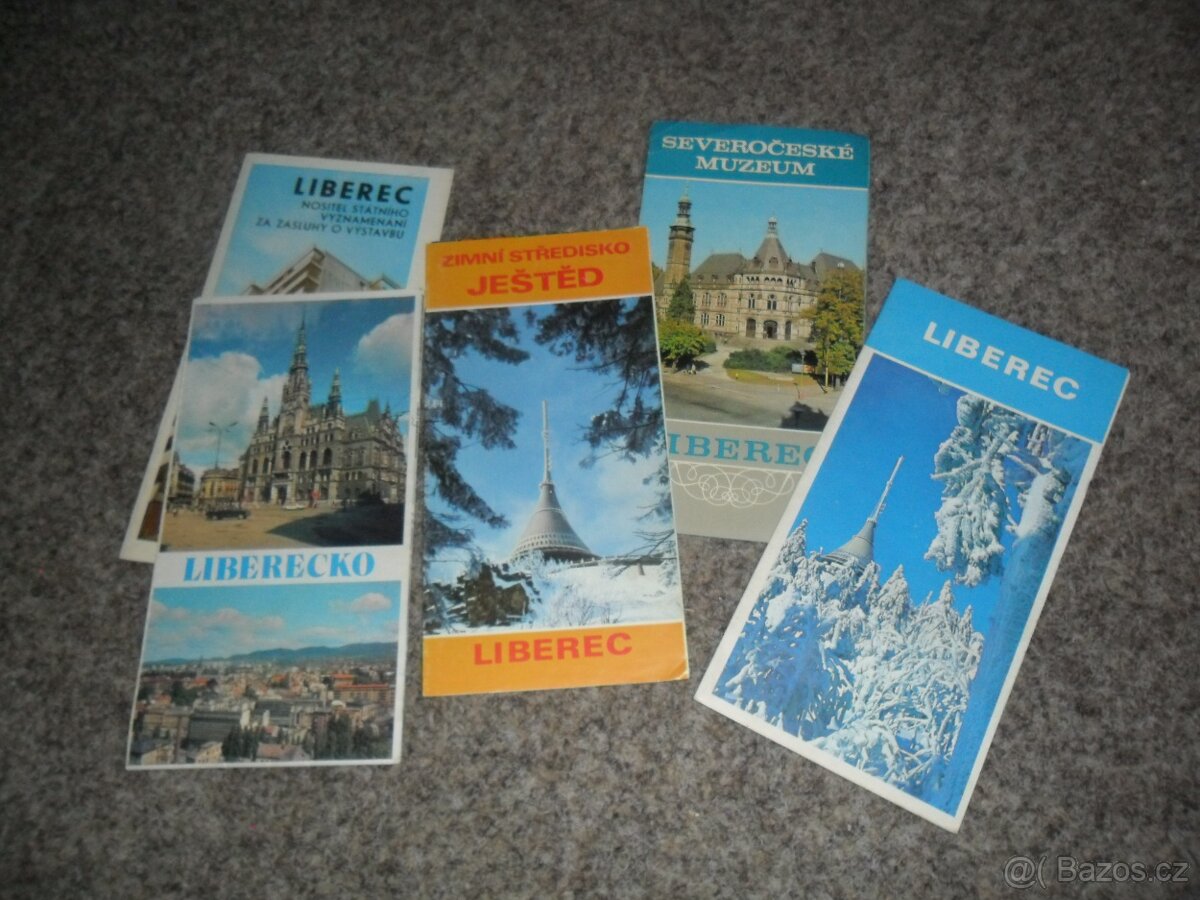 LIBEREC
NOSITEL STÁTNÍHO
VYZNAMENÁNÍ
ZA ZÁSLUHY O VÝSTAVBU
LIBERECKO
ZIMNÍ STŘEDISKO
JEŠTĚD
LIBEREC
SEVEROČESKÉ
MUZEUM
LIBEREC
LIBEREC
@( Bazos.cz